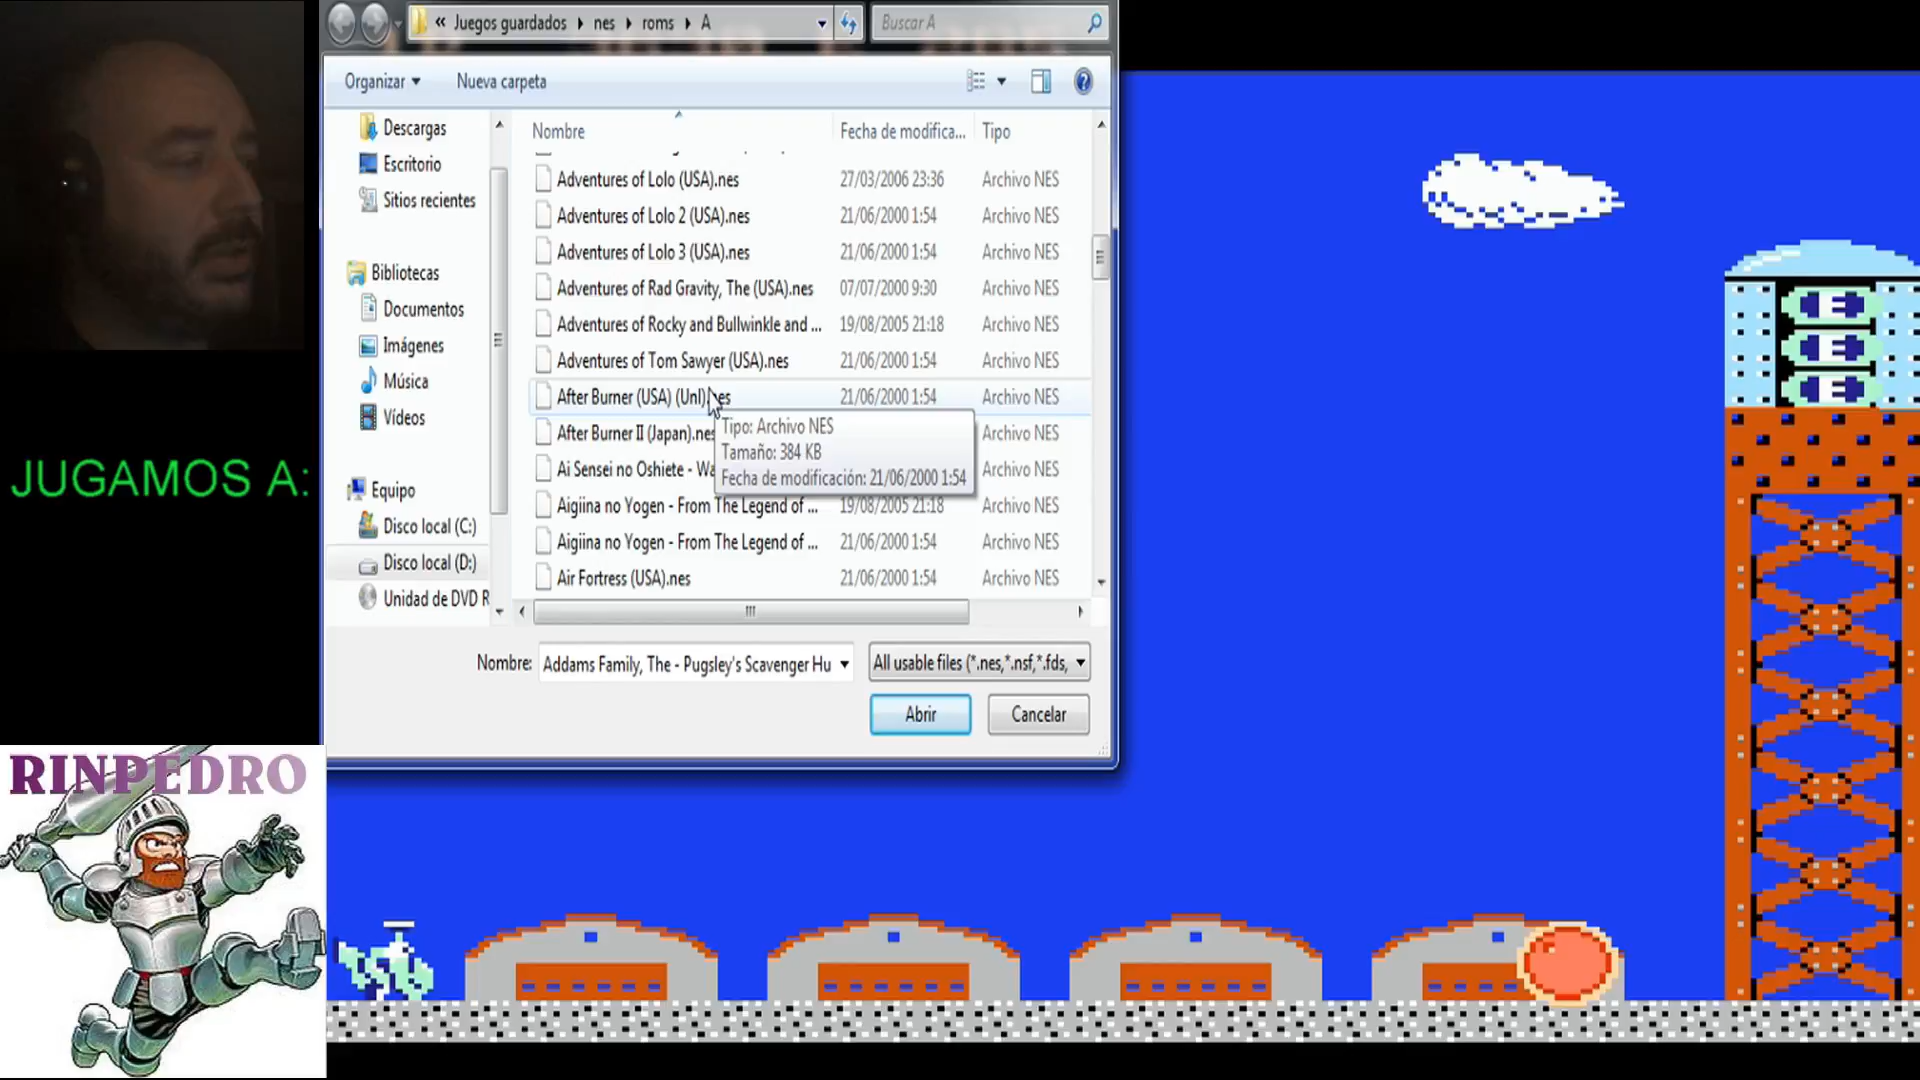 « Juegos guardados ▸ nes ▸ roms ▸ A
Buscar A
Organizar
Nueva carpeta
Descargas
Escritorio
Sitios recientes
Bibliotecas
Documentos
Imágenes
Música
Vídeos
Equipo
Disco local (C:)
Disco local (D:)
Unidad de DVD R
Nombre Fecha de modifica... Tipo
Adventures of Lolo (USA).nes 27/03/2006 23:36 Archivo NES
Adventures of Lolo 2 (USA).nes 21/06/2000 1:54 Archivo NES
Adventures of Lolo 3 (USA).nes 21/06/2000 1:54 Archivo NES
Adventures of Rad Gravity, The (USA).nes 07/07/2000 9:30 Archivo NES
Adventures of Rocky and Bullwinkle and ... 19/08/2005 21:18 Archivo NES
Adventures of Tom Sawyer (USA).nes 21/06/2000 1:54 Archivo NES
After Burner (USA) (Unl).nes 21/06/2000 1:54 Archivo NES
After Burner II (Japan).nes Archivo NES
Ai Sensei no Oshiete - Wa Archivo NES
Aigiina no Yogen - From The Legend of ... 19/08/2005 21:18 Archivo NES
Aigiina no Yogen - From The Legend of ... 21/06/2000 1:54 Archivo NES
Air Fortress (USA).nes 21/06/2000 1:54 Archivo NES
Tipo: Archivo NES
Tamaño: 384 KB
Fecha de modificación: 21/06/2000 1:54
Nombre: Addams Family, The - Pugsley's Scavenger Hu
All usable files (*.nes,*.nsf,*.fds,
Abrir
Cancelar
JUGAMOS A:
RINPEDRO